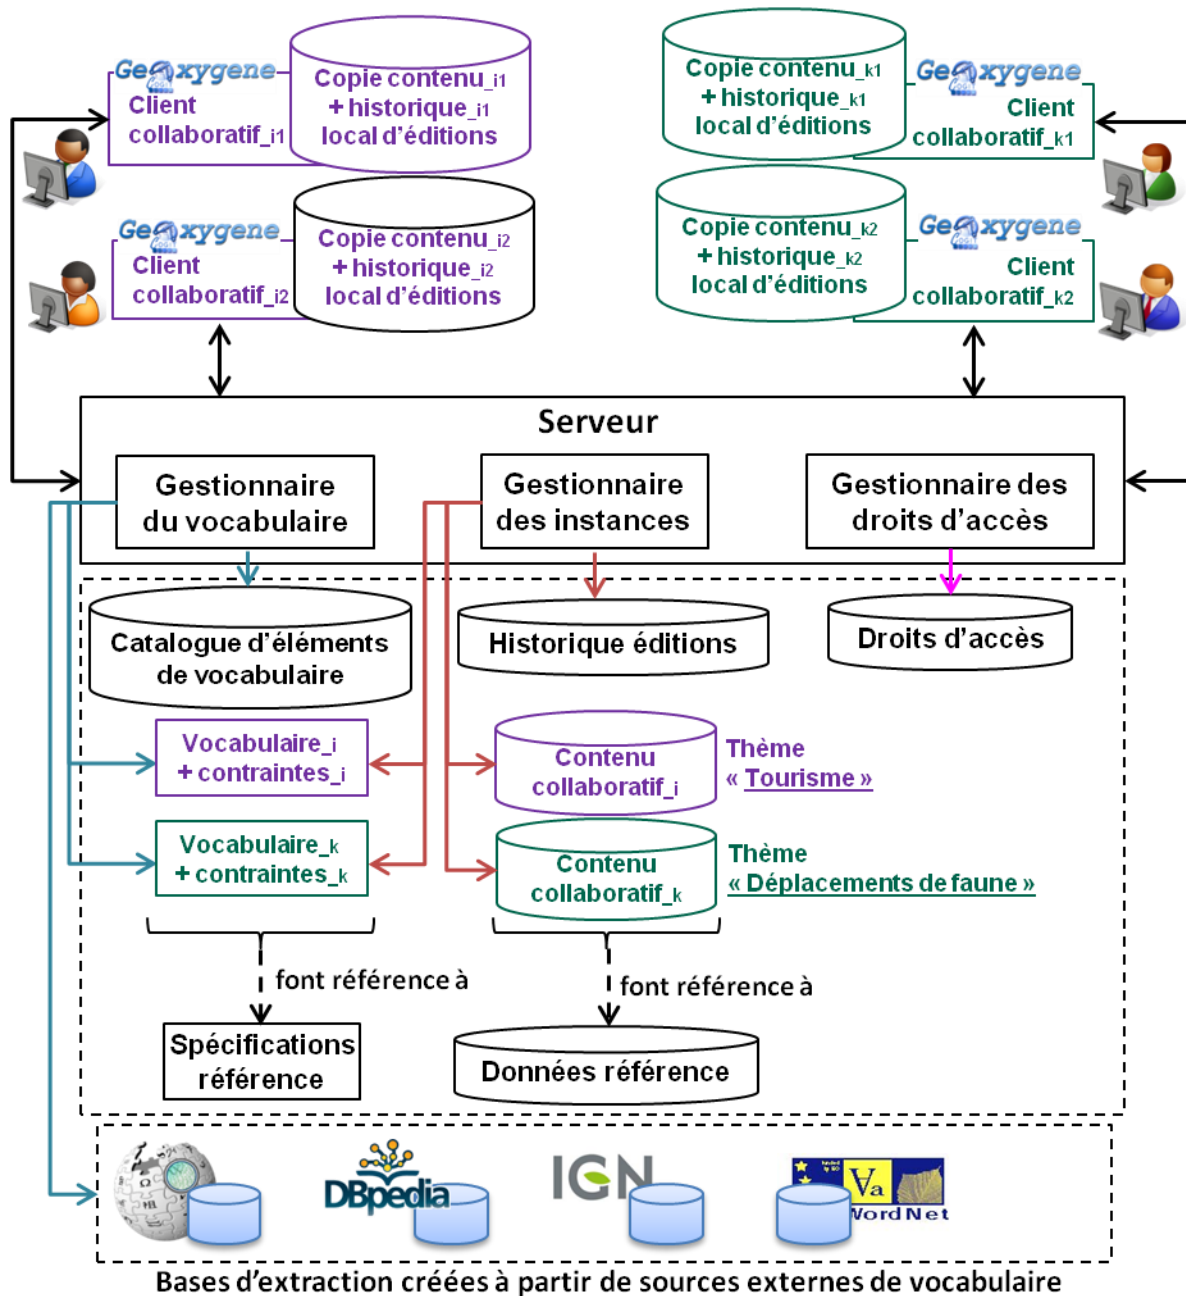 GeOxygene
Client
collaboratif_i1
Copie contenu_i1
+ historique_i1
local d'éditions
GeOxygene
Client
collaboratif_i2
Copie contenu_i2
+ historique_i2
local d'éditions
Copie contenu_k1
+ historique_k1
local d'éditions
GeOxygene
Client
collaboratif_k1
Copie contenu_k2
+ historique_k2
local d'éditions
GeOxygene
Client
collaboratif_k2
Serveur
Gestionnaire
du vocabulaire
Gestionnaire
des instances
Gestionnaire des
droits d'accès
Catalogue d'éléments
de vocabulaire
Historique éditions
Droits d'accès
Vocabulaire_i
+ contraintes_i
Contenu
collaboratif_i
Thème
« Tourisme »
Vocabulaire_k
+ contraintes_k
Contenu
collaboratif_k
Thème
« Déplacements de faune »
font référence à
font référence à
Spécifications
référence
Données référence
DBpedia
IGN
Va
WordNet
Bases d'extraction créées à partir de sources externes de vocabulaire